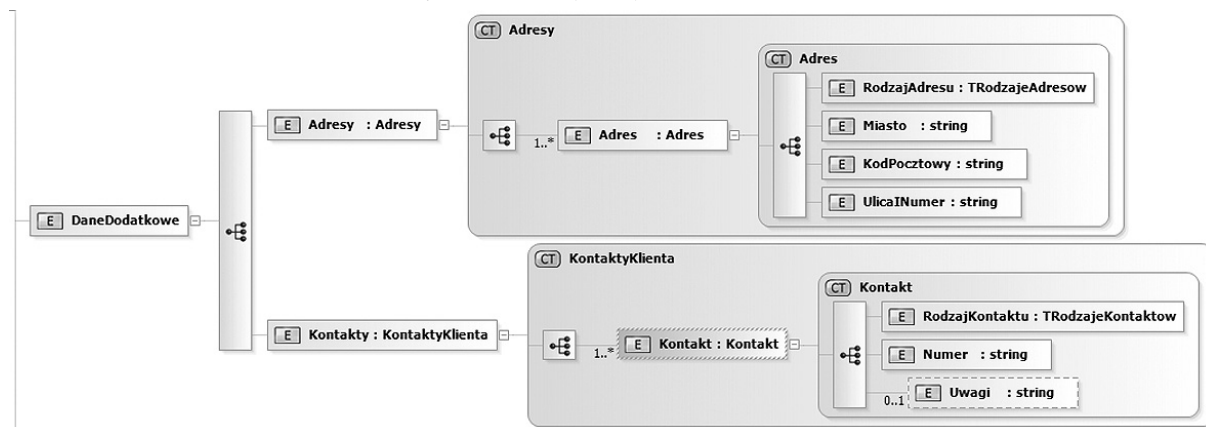 CT Adresy
CT Adres
E RodzajAdresu : TRodzajeAdresow
E Adresy : Adresy
1..* E Adres : Adres
E Miasto : string
E KodPocztowy : string
E UlicaINumer : string
E DaneDodatkowe
CT KontaktyKlienta
CT Kontakt
E RodzajKontaktu : TRodzajeKontaktow
E Kontakty : KontaktyKlienta
1..* E Kontakt : Kontakt
E Numer : string
0..1 E Uwagi : string